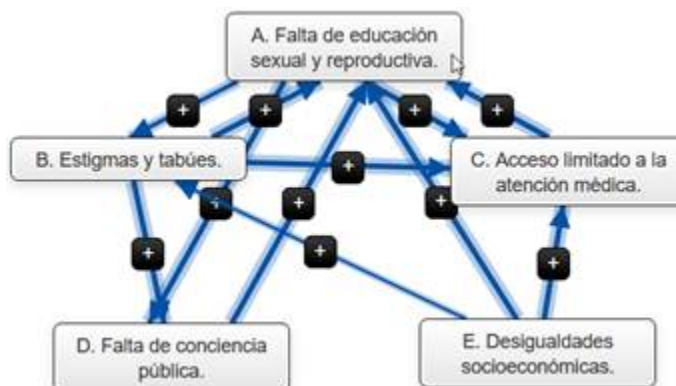 A. Falta de educación
sexual y reproductiva.
+
+
+
+
B. Estigmas y tabúes.
+
C. Acceso limitado a la
atención médica.
+
+
+
+
+
+
D. Falta de conciencia
pública.
E. Desigualdades
socioeconómicas.